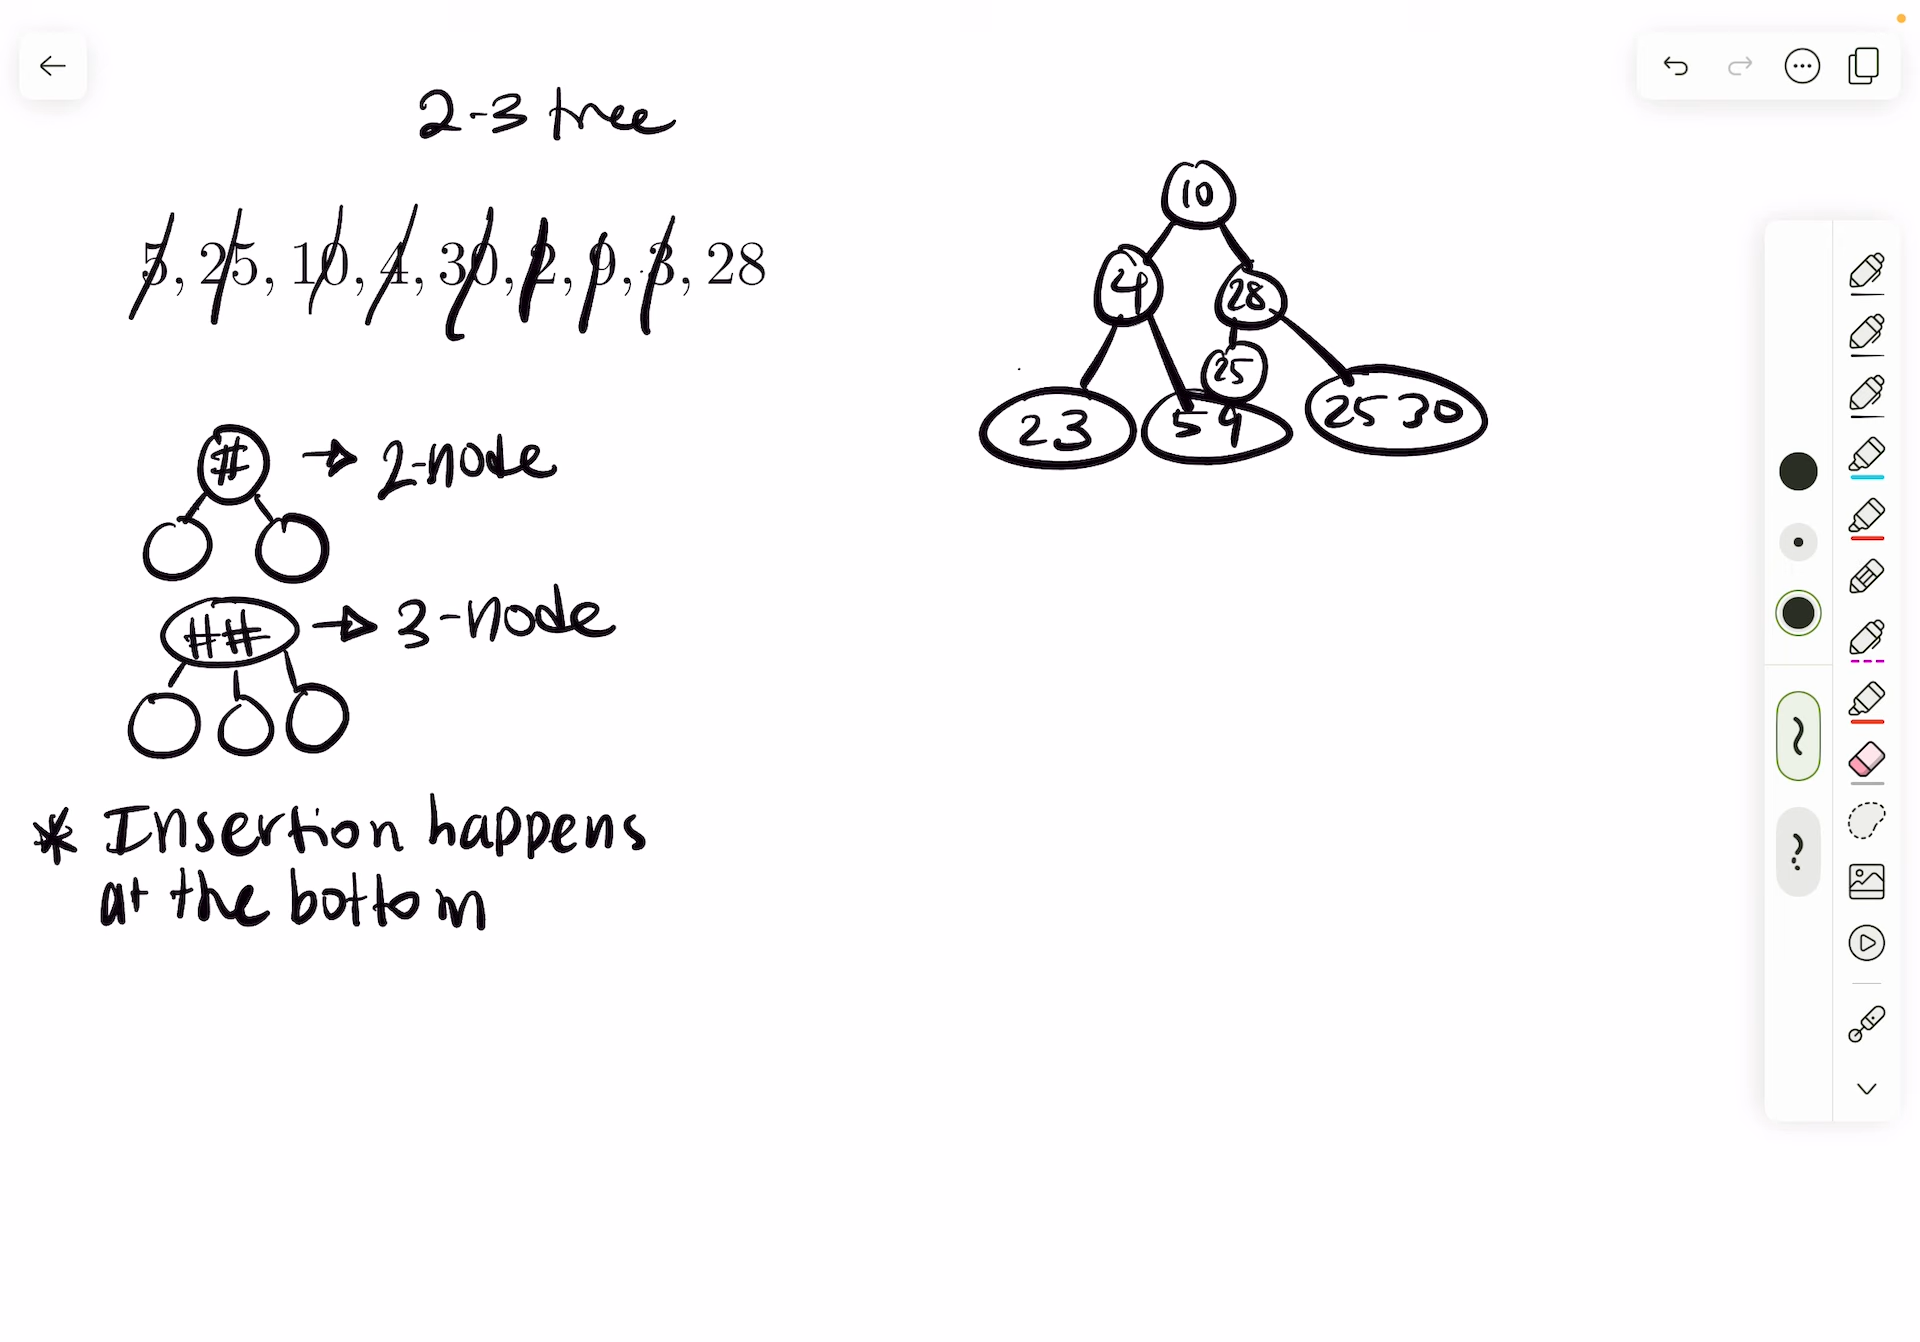 2-3 tree
5, 25, 10, 4, 30, 2, 9, 3, 28
10
4 28
25
2 3 5 9 25 30
# → 2-node
## → 3-node
* Insertion happens
at the bottom